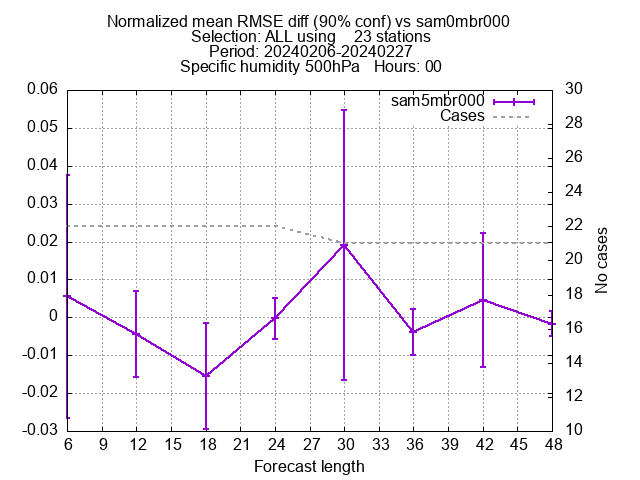 Normalized mean RMSE diff (90% conf) vs sam0mbr000
Selection: ALL using    23 stations
Period: 20240206-20240227
Specific humidity 500hPa   Hours: 00
sam5mbr000
Cases
0.06
0.05
0.04
0.03
0.02
0.01
0
-0.01
-0.02
-0.03
30
28
26
24
22
20
18
16
14
12
10
No cases
6 9 12 15 18 21 24 27 30 33 36 39 42 45 48
Forecast length